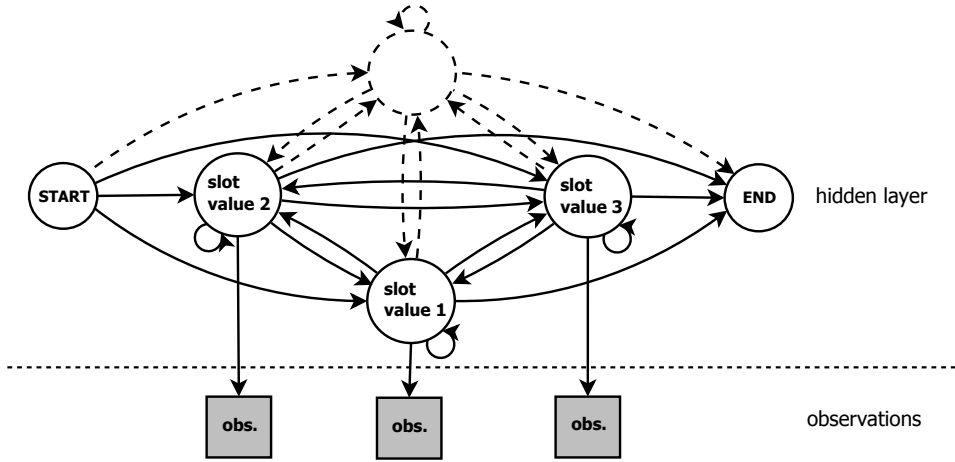 START
slot
value 2
slot
value 3
END
hidden layer
slot
value 1
obs.
obs.
obs.
observations